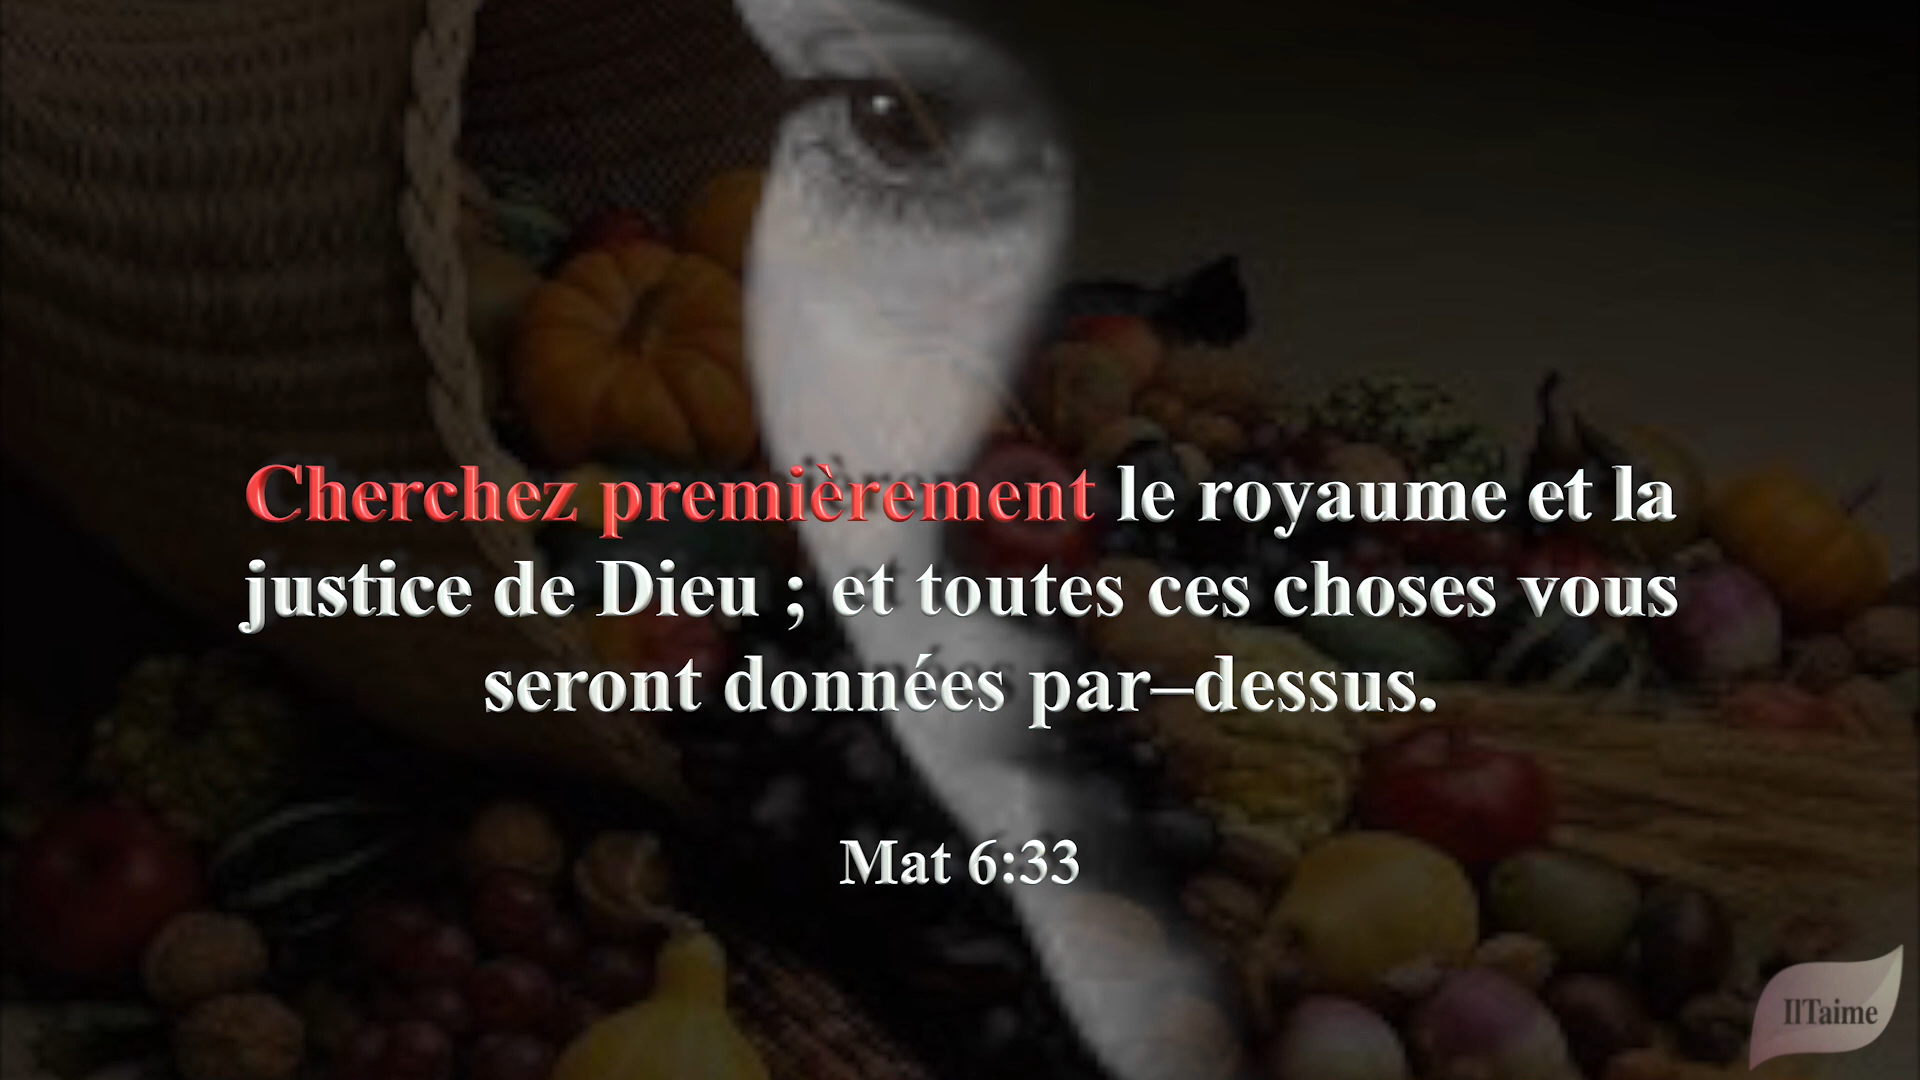 Cherchez premièrement le royaume et la
justice de Dieu ; et toutes ces choses vous
seront données par–dessus.
Mat 6:33
IlTaime